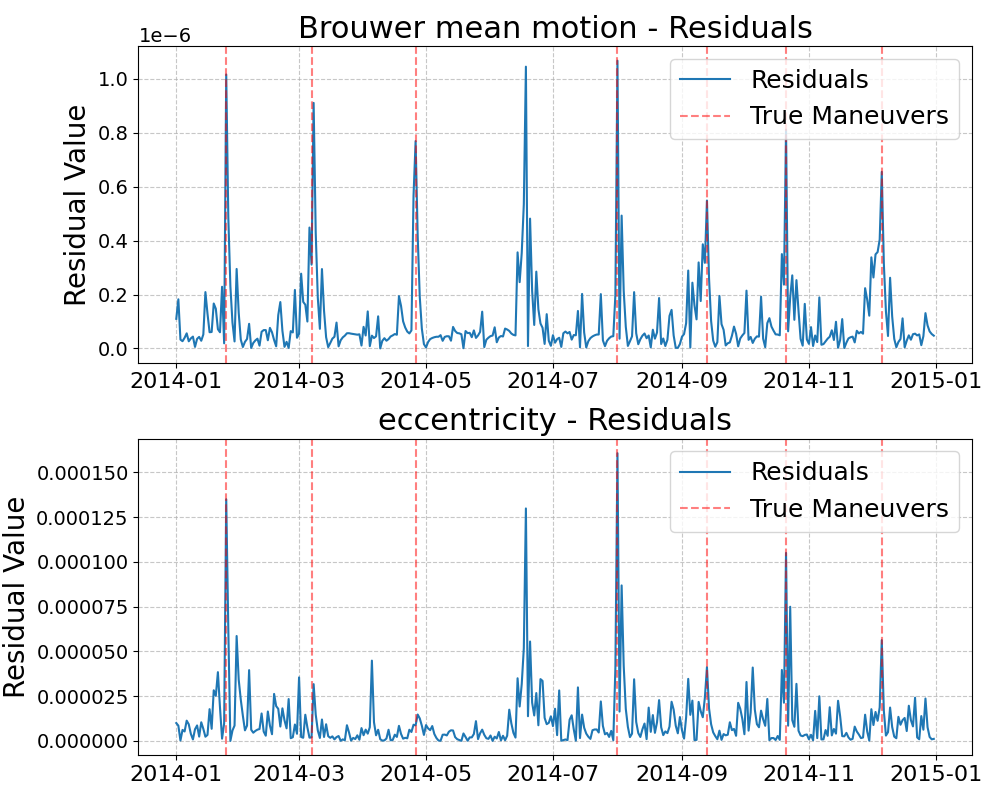 Brouwer mean motion - Residuals
1e−6
Residual Value
1.0
0.8
0.6
0.4
0.2
0.0
Residuals
True Maneuvers
2014-01 2014-03 2014-05 2014-07 2014-09 2014-11 2015-01
eccentricity - Residuals
Residual Value
0.000150
0.000125
0.000100
0.000075
0.000050
0.000025
0.000000
Residuals
True Maneuvers
2014-01 2014-03 2014-05 2014-07 2014-09 2014-11 2015-01